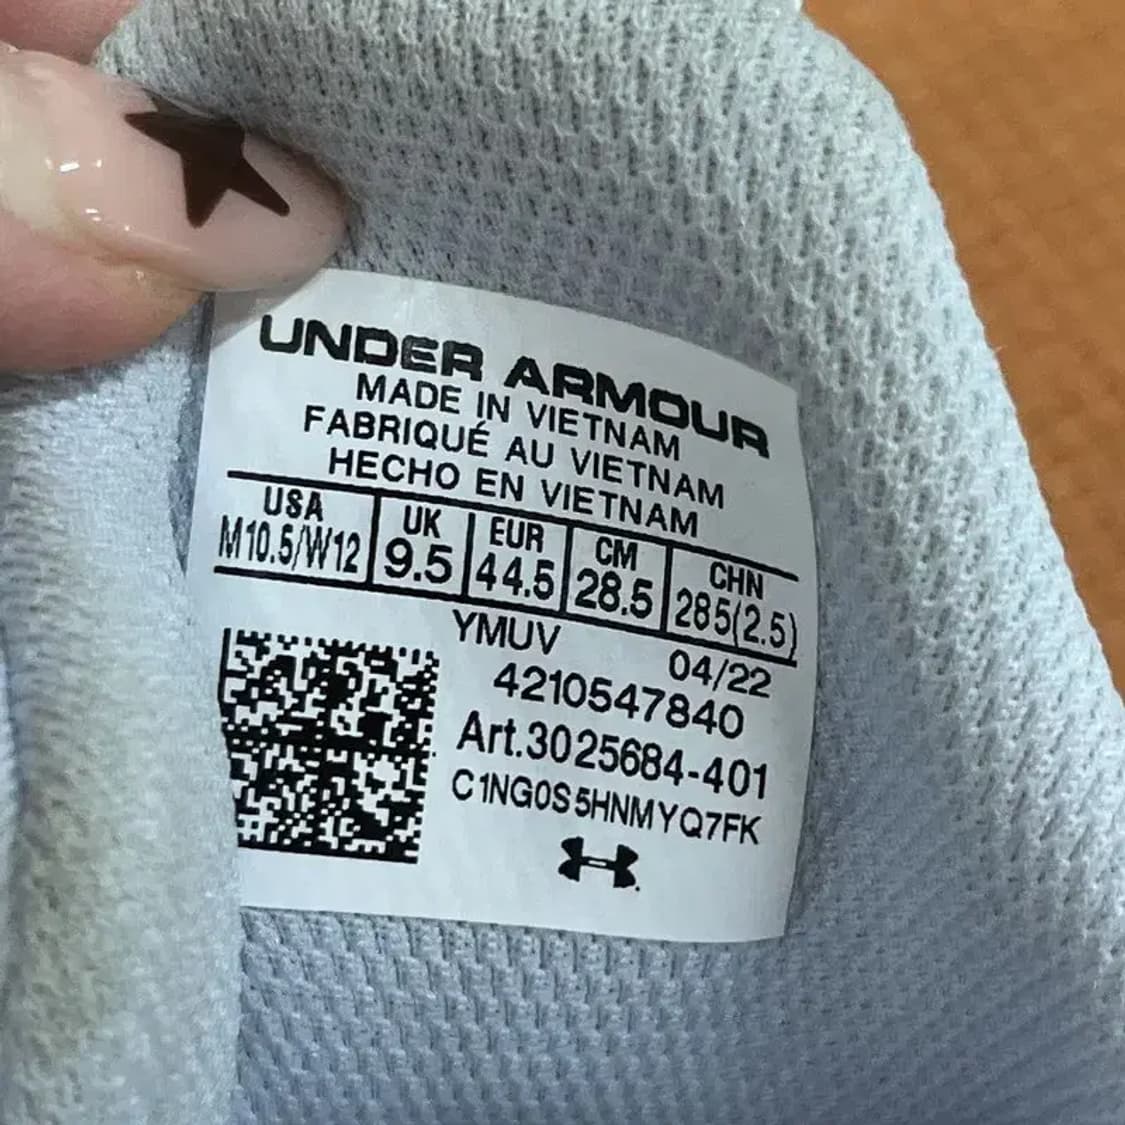 UNDER ARMOUR
MADE IN VIETNAM
FABRIQUÉ AU VIETNAM
HECHO EN VIETNAM
USA UK EUR CM CHN
M10.5/W12 9.5 44.5 28.5 285(2.5)
YMUV 04/22
4210547840
Art.3025684-401
C1NG0S5HNMYQ7FK